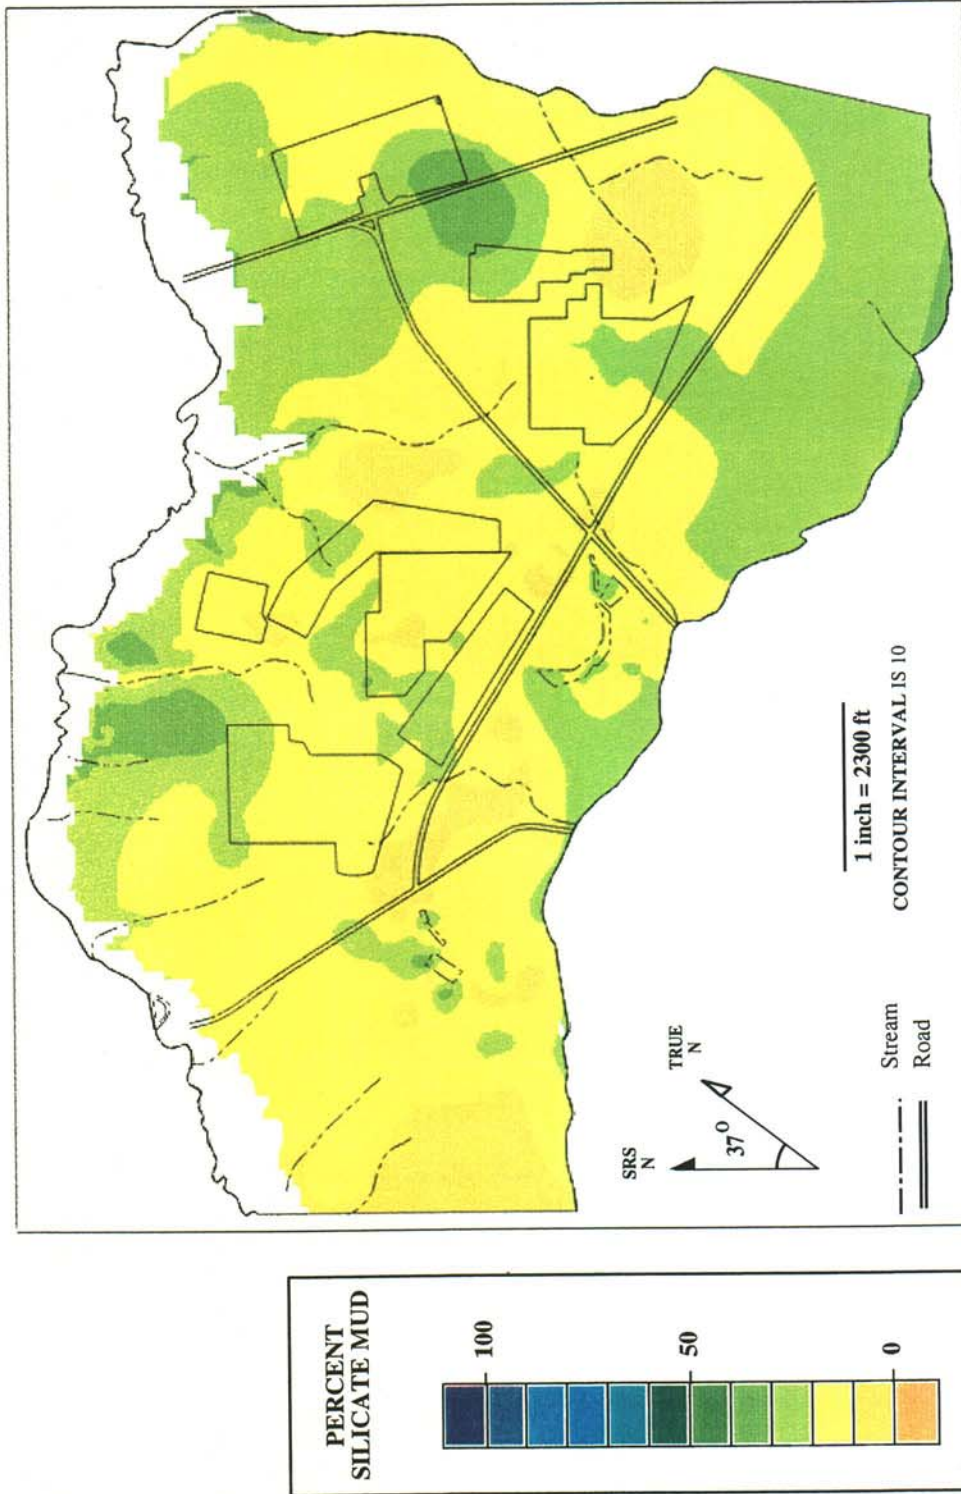 PERCENT
SILICATE MUD
100
50
0
SRS
N
TRUE
N
37°
Stream
Road
1 inch = 2300 ft
CONTOUR INTERVAL IS 10